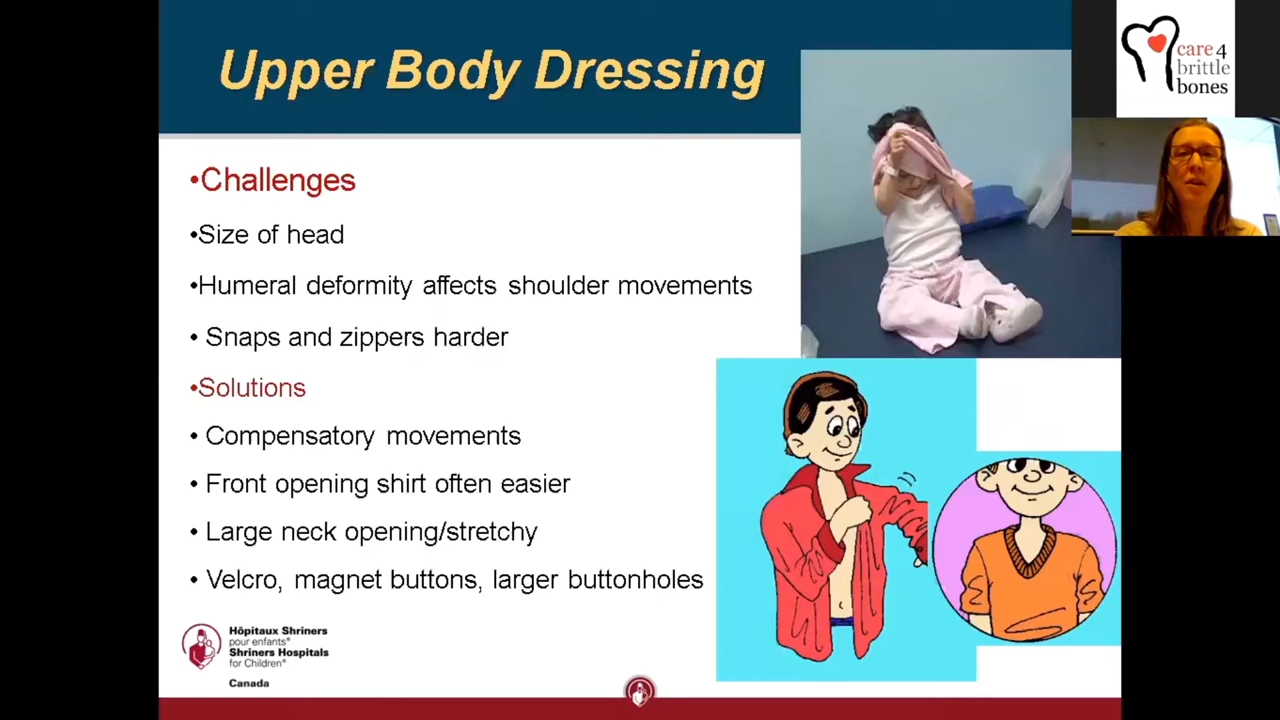 Upper Body Dressing
•Challenges
•Size of head
•Humeral deformity affects shoulder movements
• Snaps and zippers harder
•Solutions
• Compensatory movements
• Front opening shirt often easier
• Large neck opening/stretchy
• Velcro, magnet buttons, larger buttonholes
Hôpitaux Shriners
pour enfants®
Shriners Hospitals
for Children®
Canada
care 4
brittle
bones